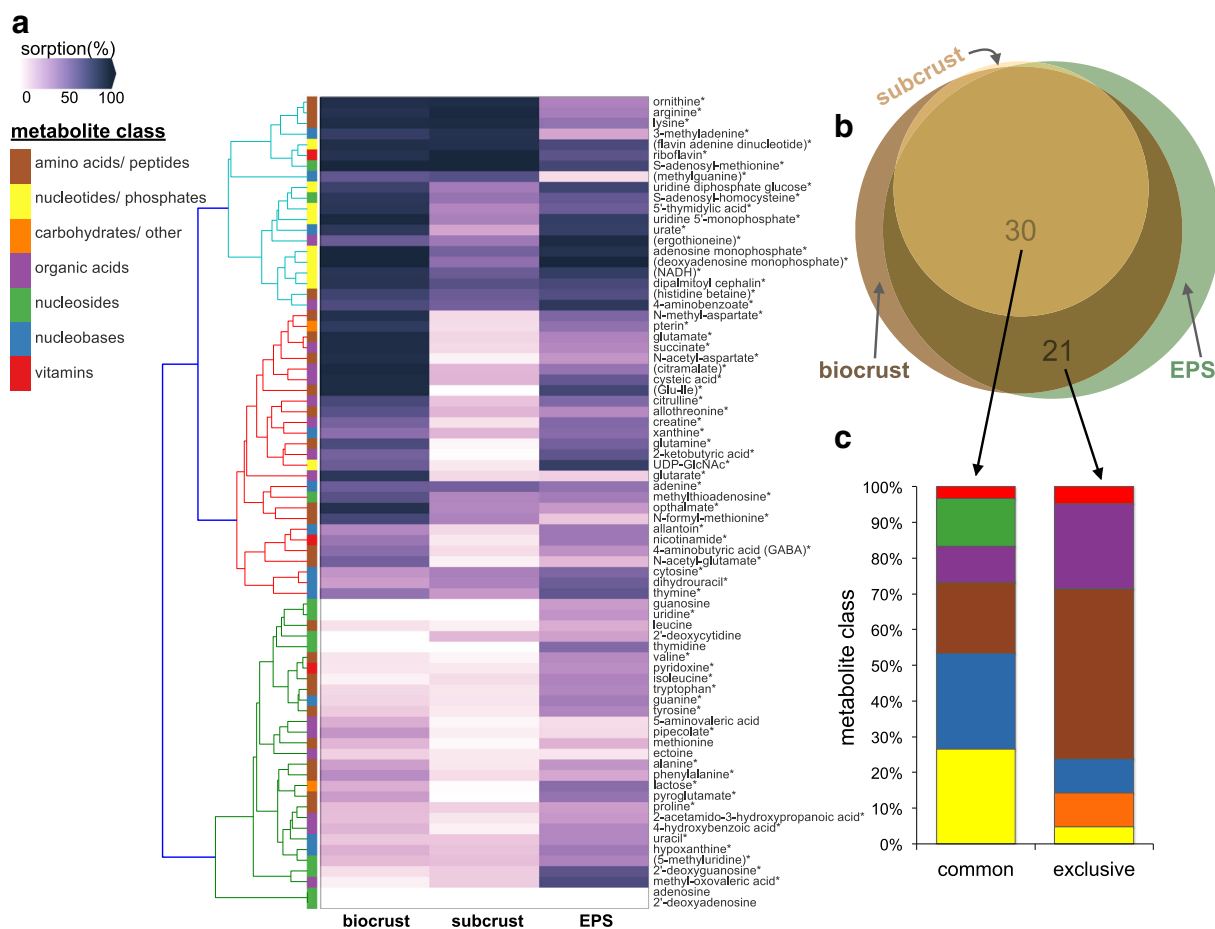 a
sorption(%)
0 50 100
metabolite class
amino acids/ peptides
nucleotides/ phosphates
carbohydrates/ other
organic acids
nucleosides
nucleobases
vitamins
ornithine*
arginine*
lysine*
3-methyladenine*
(flavin adenine dinucleotide)*
riboflavin*
S-adenosyl-methionine*
(methylguanine)*
uridine diphosphate glucose*
S-adenosyl-homocysteine*
5'-thymidylic acid*
uridine 5'-monophosphate*
urate*
(ergothioneine)*
adenosine monophosphate*
(deoxyadenosine monophosphate)*
(NADH)*
dipalmitoyl cephalin*
(histidine betaine)*
4-aminobenzoate*
N-methyl-aspartate*
pterin*
glutamate*
succinate*
N-acetyl-aspartate*
(citramalate)*
cysteic acid*
(Glu-Ile)*
citrulline*
allothreonine*
creatine*
xanthine*
glutamine*
2-ketobutyric acid*
UDP-GlcNAc*
glutarate*
adenine*
methylthioadenosine*
opthalmate*
N-formyl-methionine*
allantoin*
nicotinamide*
4-aminobutyric acid (GABA)*
N-acetyl-glutamate*
cytosine*
dihydrouracil*
thymine*
guanosine
uridine*
leucine
2'-deoxycytidine
thymidine
valine*
pyridoxine*
isoleucine*
tryptophan*
guanine*
tyrosine*
5-aminovaleric acid
pipecolate*
methionine
ectoine
alanine*
phenylalanine*
lactose*
pyroglutamate*
proline*
2-acetamido-3-hydroxypropanoic acid*
4-hydroxybenzoic acid*
uracil*
hypoxanthine*
(5-methyluridine)*
2'-deoxyguanosine*
methyl-oxovaleric acid*
adenosine
2'-deoxyadenosine
biocrust subcrust EPS
b
subcrust
30
21
biocrust
EPS
c
metabolite class
100%
90%
80%
70%
60%
50%
40%
30%
20%
10%
0%
common exclusive